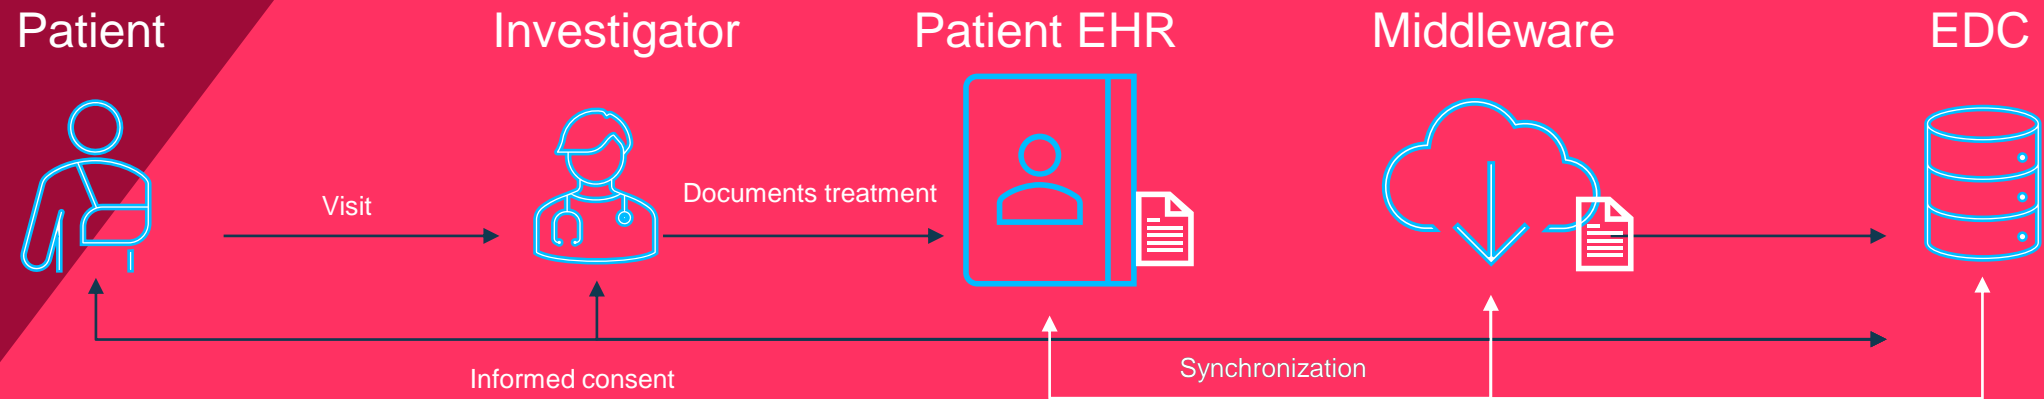 Patient
Investigator
Patient EHR
Middleware
EDC
Visit
Documents treatment
Informed consent
Synchronization